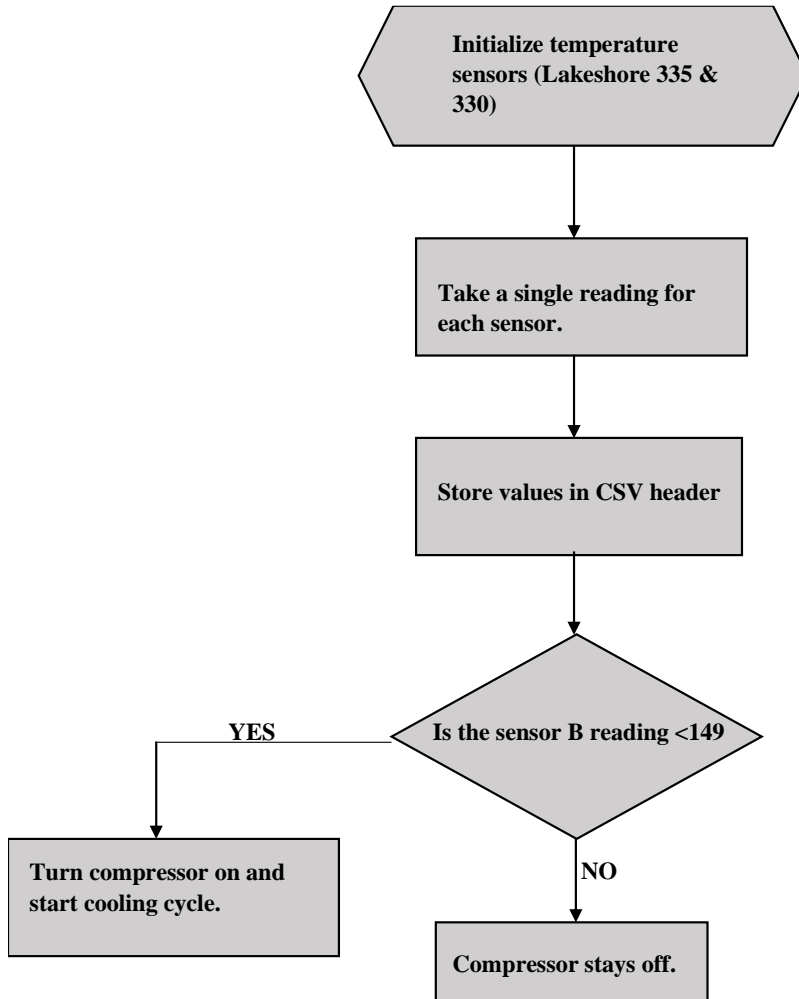 Initialize temperature
sensors (Lakeshore 335 &
330)
Take a single reading for
each sensor.
Store values in CSV header
Is the sensor B reading <149
YES
Turn compressor on and
start cooling cycle.
NO
Compressor stays off.